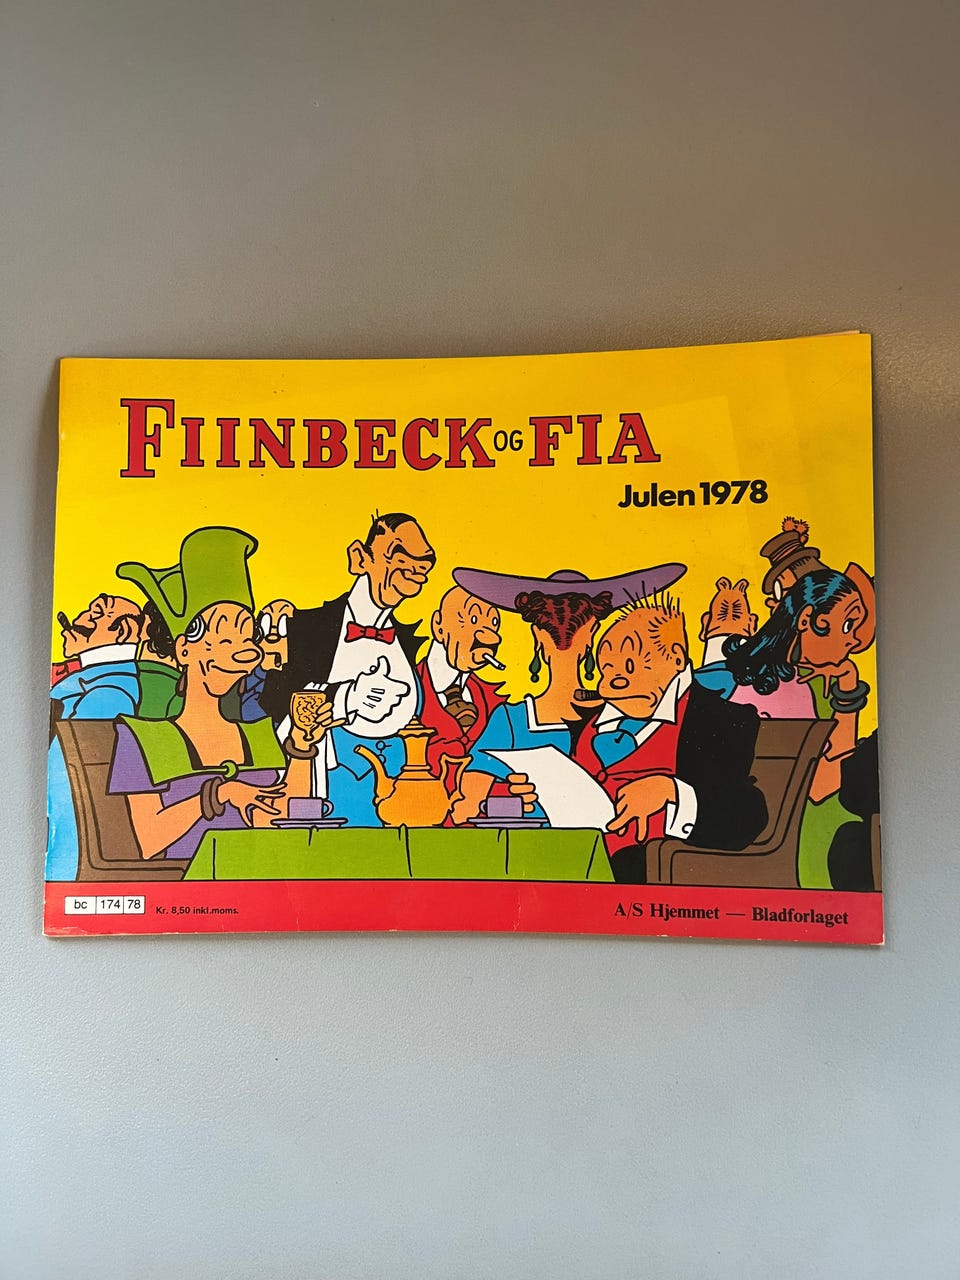 FIINBECK OG FIA
Julen 1978
bc 174 78 Kr. 8,50 inkl.moms.
A/S Hjemmet — Bladforlaget